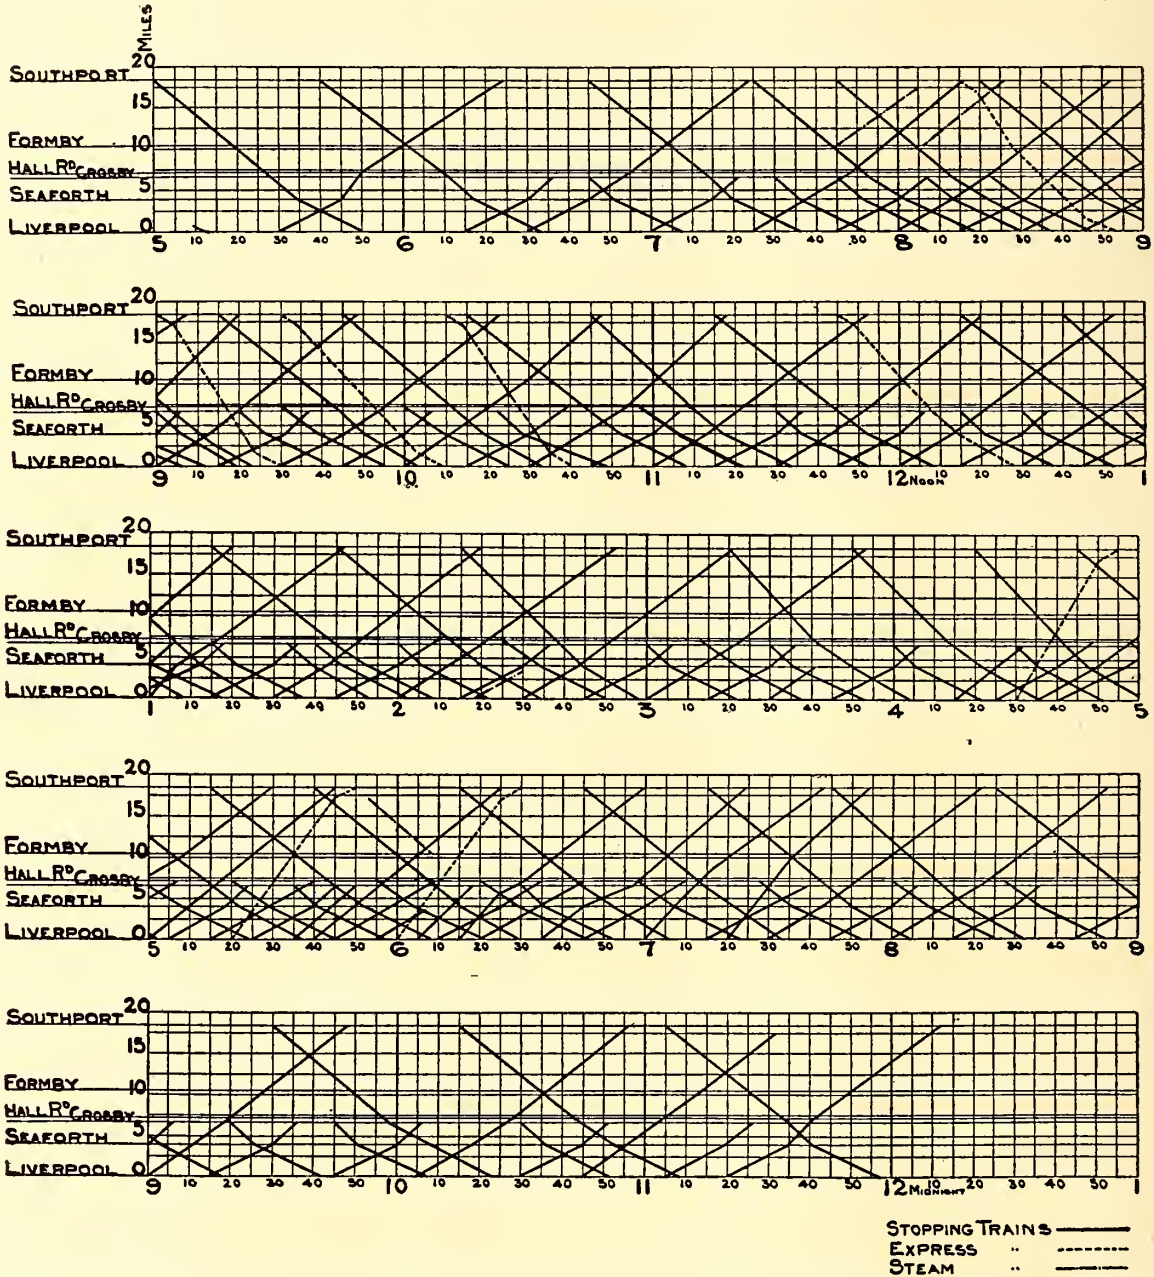 MILES
20
SOUTHPORT
15
FORMBY 10
HALL RD CROSBY
SEAFORTH 5
LIVERPOOL 0
5 10 20 30 40 50 6 10 20 30 40 50 7 10 20 30 40 50 8 10 20 30 40 50 9
20
SOUTHPORT
15
FORMBY 10
HALL RD CROSBY
SEAFORTH 5
LIVERPOOL 0
9 10 20 30 40 50 10 10 20 30 40 50 11 10 20 30 40 50 12 NOON 10 20 30 40 50 1
20
SOUTHPORT
15
FORMBY 10
HALL RD CROSBY
SEAFORTH 5
LIVERPOOL 0
1 10 20 30 40 50 2 10 20 30 40 50 3 10 20 30 40 50 4 10 20 30 40 50 5
20
SOUTHPORT
15
FORMBY 10
HALL RD CROSBY
SEAFORTH 5
LIVERPOOL 0
5 10 20 30 40 50 6 10 20 30 40 50 7 10 20 30 40 50 8 10 20 30 40 50 9
20
SOUTHPORT
15
FORMBY 10
HALL RD CROSBY
SEAFORTH 5
LIVERPOOL 0
9 10 20 30 40 50 10 10 20 30 40 50 11 10 20 30 40 50 12 MIDNIGHT 10 20 30 40 50 1
STOPPING TRAINS
EXPRESS "
STEAM "